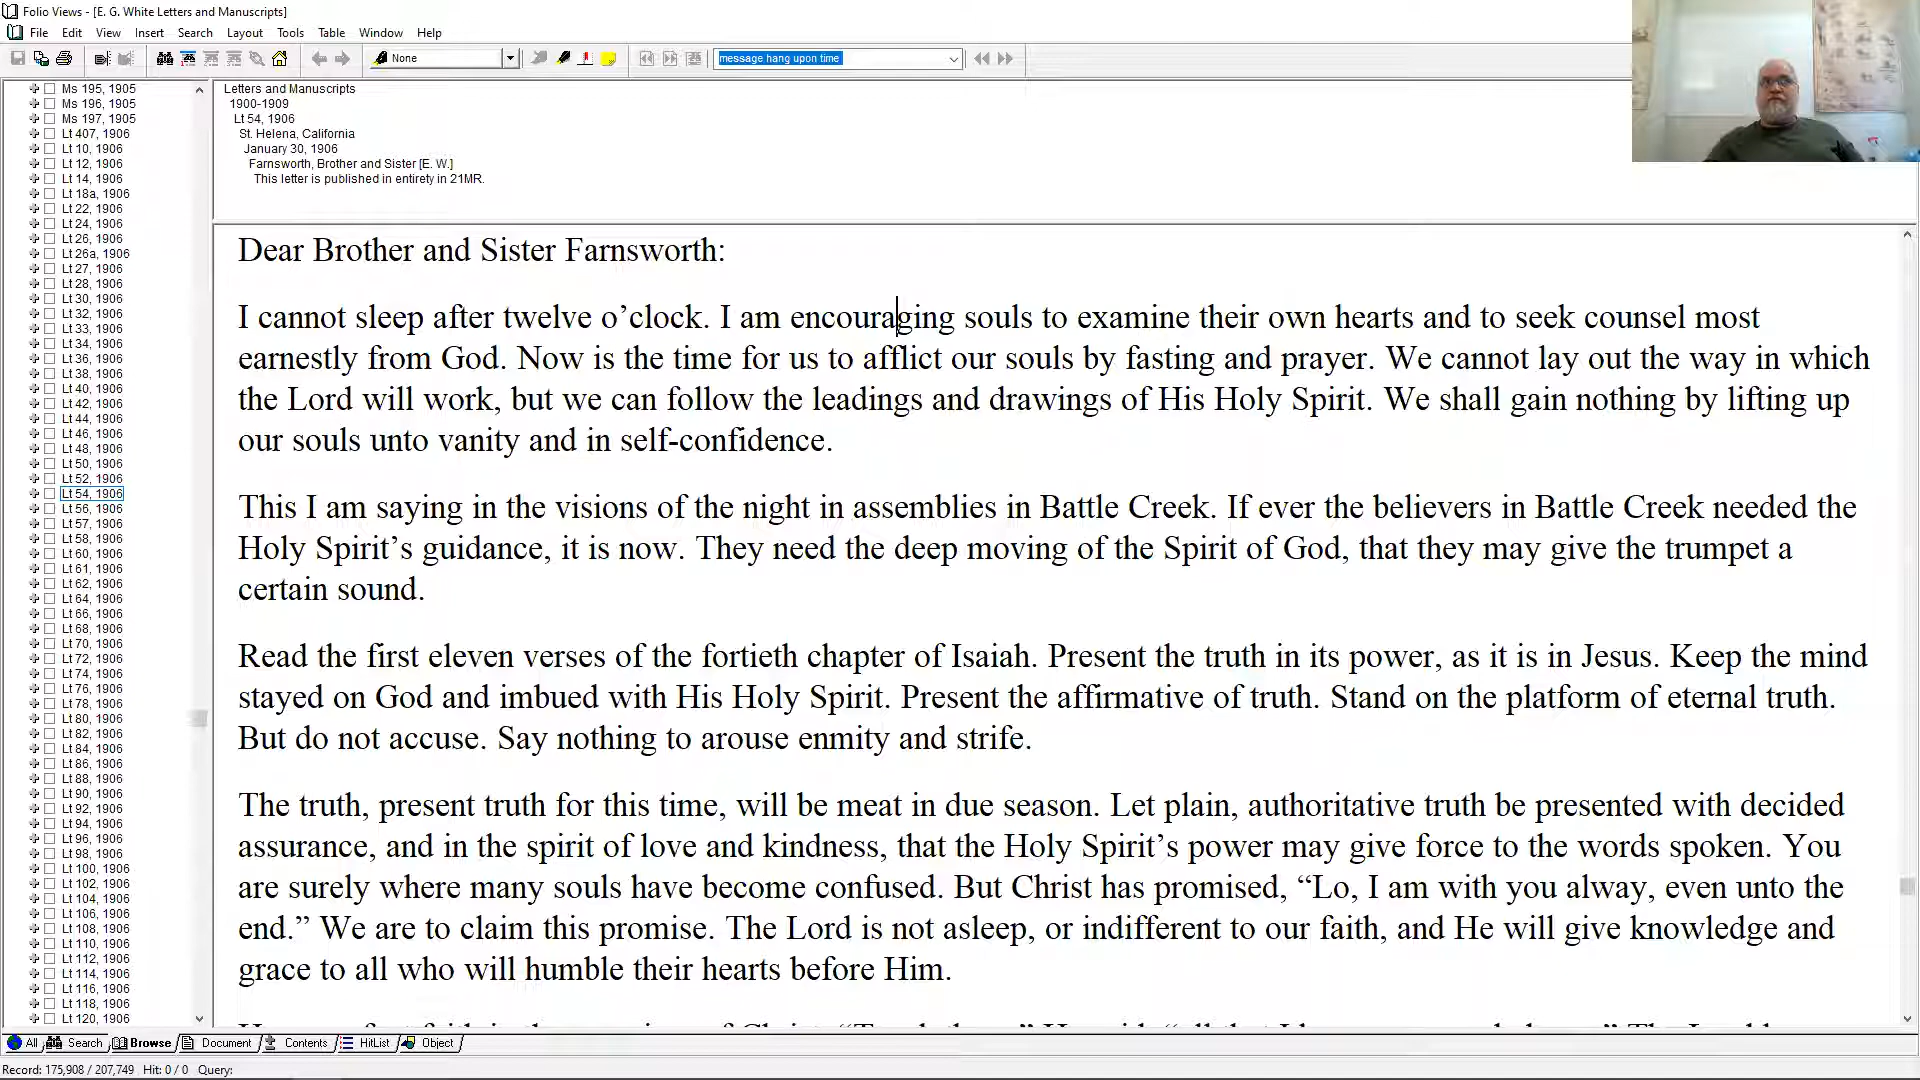 Folio Views - [E. G. White Letters and Manuscripts]
File Edit View Insert Search Layout Tools Table Window Help
None
message hang upon time
Ms 195, 1905
Ms 196, 1905
Ms 197, 1905
Lt 407, 1906
Lt 10, 1906
Lt 12, 1906
Lt 14, 1906
Lt 18a, 1906
Lt 22, 1906
Lt 24, 1906
Lt 26, 1906
Lt 26a, 1906
Lt 27, 1906
Lt 28, 1906
Lt 30, 1906
Lt 32, 1906
Lt 33, 1906
Lt 34, 1906
Lt 36, 1906
Lt 38, 1906
Lt 40, 1906
Lt 42, 1906
Lt 44, 1906
Lt 46, 1906
Lt 48, 1906
Lt 50, 1906
Lt 52, 1906
Lt 54, 1906
Lt 56, 1906
Lt 57, 1906
Lt 58, 1906
Lt 60, 1906
Lt 61, 1906
Lt 62, 1906
Lt 64, 1906
Lt 66, 1906
Lt 68, 1906
Lt 70, 1906
Lt 72, 1906
Lt 74, 1906
Lt 76, 1906
Lt 78, 1906
Lt 80, 1906
Lt 82, 1906
Lt 84, 1906
Lt 86, 1906
Lt 88, 1906
Lt 90, 1906
Lt 92, 1906
Lt 94, 1906
Lt 96, 1906
Lt 98, 1906
Lt 100, 1906
Lt 102, 1906
Lt 104, 1906
Lt 106, 1906
Lt 108, 1906
Lt 110, 1906
Lt 112, 1906
Lt 114, 1906
Lt 116, 1906
Lt 118, 1906
Lt 120, 1906
Letters and Manuscripts
1900-1909
Lt 54, 1906
St. Helena, California
January 30, 1906
Farnsworth, Brother and Sister [E. W.]
This letter is published in entirety in 21MR.
Dear Brother and Sister Farnsworth:
I cannot sleep after twelve o’clock. I am encouraging souls to examine their own hearts and to seek counsel most
earnestly from God. Now is the time for us to afflict our souls by fasting and prayer. We cannot lay out the way in which
the Lord will work, but we can follow the leadings and drawings of His Holy Spirit. We shall gain nothing by lifting up
our souls unto vanity and in self-confidence.
This I am saying in the visions of the night in assemblies in Battle Creek. If ever the believers in Battle Creek needed the
Holy Spirit’s guidance, it is now. They need the deep moving of the Spirit of God, that they may give the trumpet a
certain sound.
Read the first eleven verses of the fortieth chapter of Isaiah. Present the truth in its power, as it is in Jesus. Keep the mind
stayed on God and imbued with His Holy Spirit. Present the affirmative of truth. Stand on the platform of eternal truth.
But do not accuse. Say nothing to arouse enmity and strife.
The truth, present truth for this time, will be meat in due season. Let plain, authoritative truth be presented with decided
assurance, and in the spirit of love and kindness, that the Holy Spirit’s power may give force to the words spoken. You
are surely where many souls have become confused. But Christ has promised, “Lo, I am with you alway, even unto the
end.” We are to claim this promise. The Lord is not asleep, or indifferent to our faith, and He will give knowledge and
grace to all who will humble their hearts before Him.
All Search Browse Document Contents HitList Object
Record: 175,908 / 207,749 Hit: 0 / 0 Query: